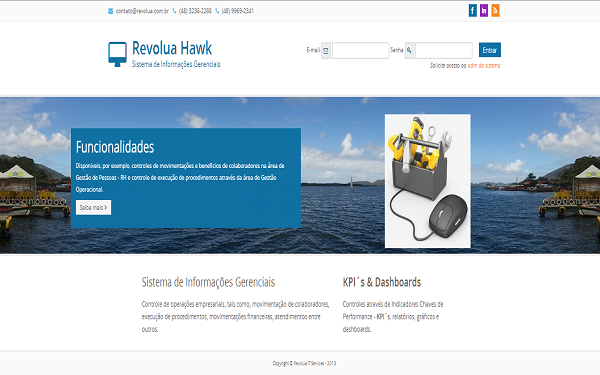 contato@revolua.com.br (48) 3238-2288 (48) 9969-2341
Revolua Hawk
Sistema de Informações Gerenciais
E-mail Senha Entrar
Solicite acesso ao adm do sistema
Funcionalidades
Disponíveis, por exemplo, controles de movimentações e benefícios de colaboradores na área de
Gestão de Pessoas - RH e controle de execução de procedimentos através da área de Gestão
Operacional.
Saiba mais >
Sistema de Informações Gerenciais
Controle de operações empresariais, tais como, movimentação de colaboradores,
execução de procedimentos, movimentações financeiras, atendimentos entre
outros.
KPI´s & Dashboards
Controles através de Indicadores Chaves de
Performance - KPI´s, relatórios, gráficos e
dashboards.
Copyright © Revolua IT Services - 2013